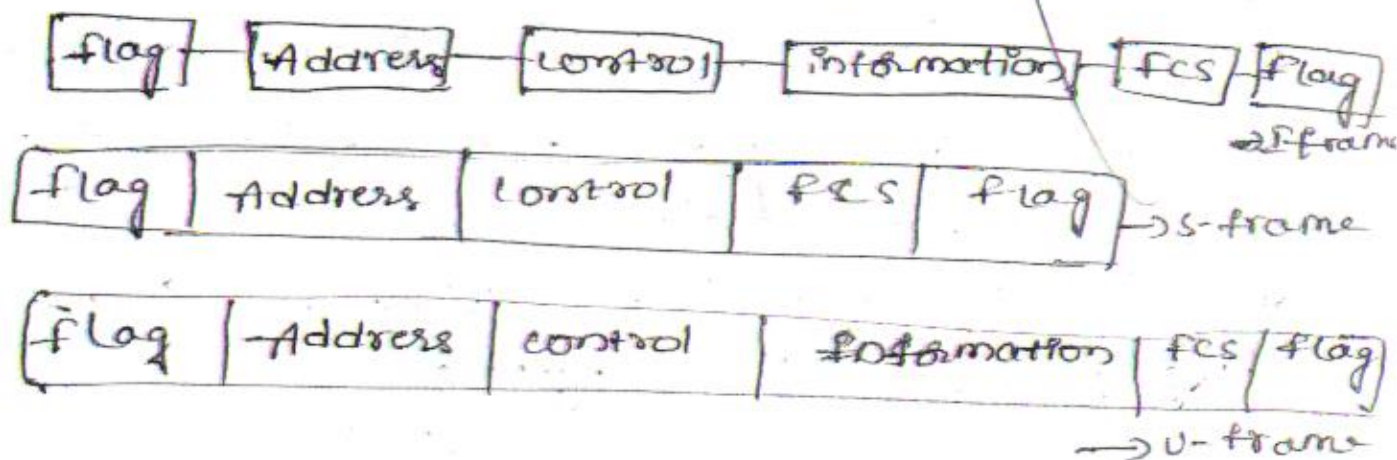 flag Address control information fcs flag
→ I-frame
flag Address control fcs flag → s-frame
flag Address control Information fcs flag
→ U-frame